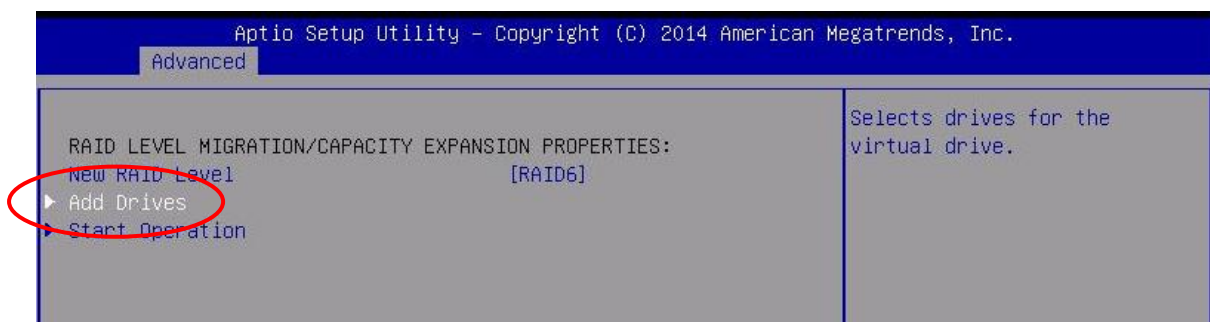 Aptio Setup Utility – Copyright (C) 2014 American Megatrends, Inc.
Advanced
RAID LEVEL MIGRATION/CAPACITY EXPANSION PROPERTIES:
New RAID Level [RAID6]
▶ Add Drives
▶ Start Operation
Selects drives for the
virtual drive.